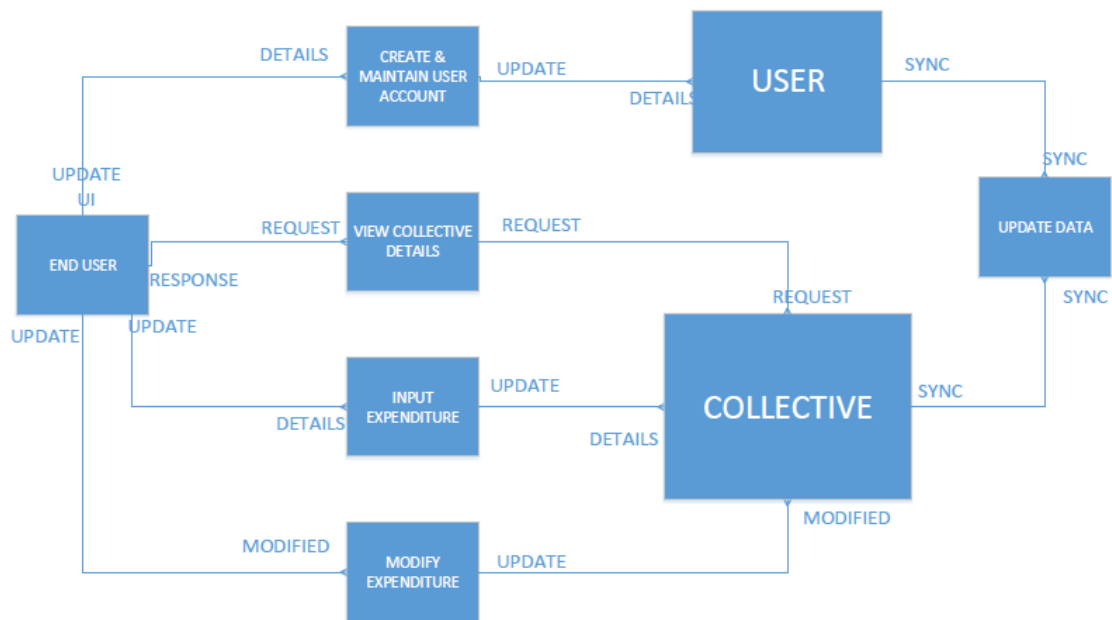 DETAILS
CREATE &
MAINTAIN USER
ACCOUNT
UPDATE
DETAILS
USER
SYNC
UPDATE
UI
SYNC
END USER
REQUEST
VIEW COLLECTIVE
DETAILS
REQUEST
UPDATE DATA
RESPONSE
REQUEST
SYNC
UPDATE
UPDATE
INPUT
EXPENDITURE
UPDATE
COLLECTIVE
SYNC
DETAILS
DETAILS
MODIFIED
MODIFIED
MODIFY
EXPENDITURE
UPDATE